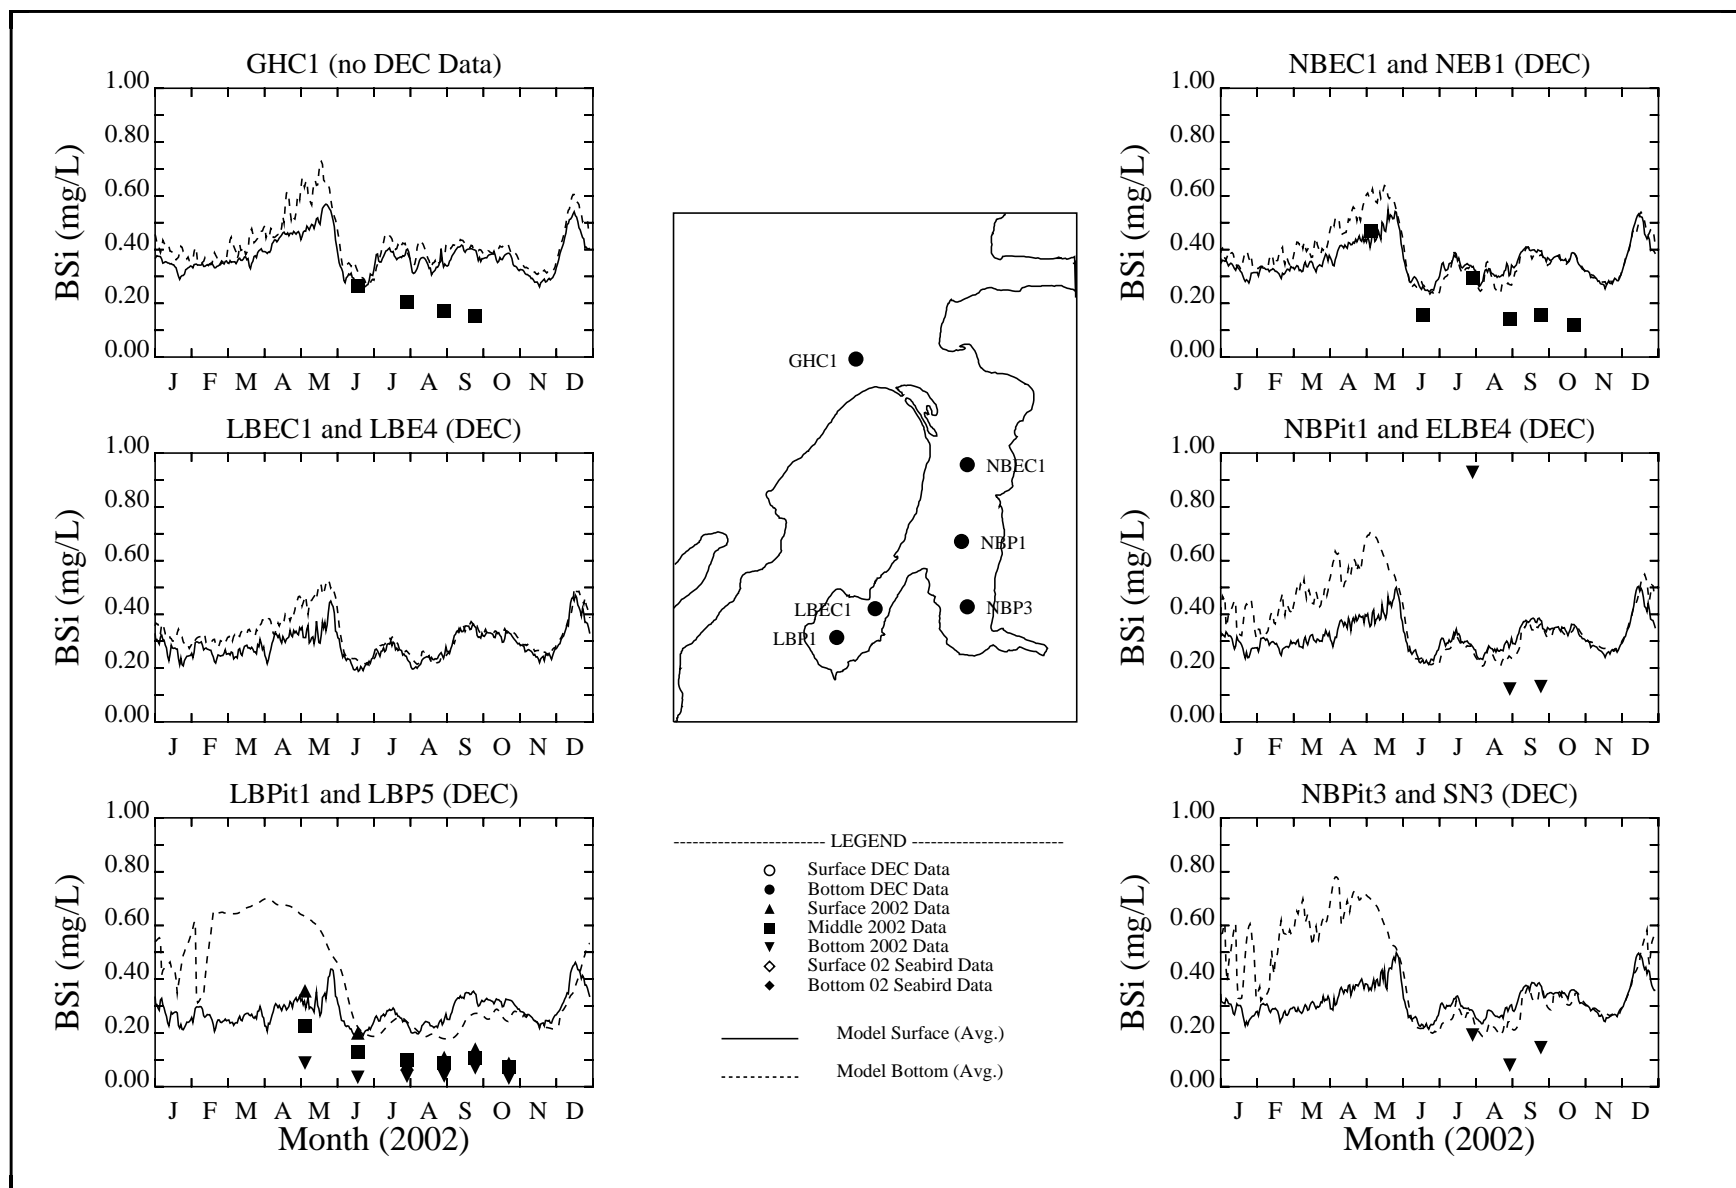 GHC1 (no DEC Data)
BSi (mg/L)
1.00
0.80
0.60
0.40
0.20
0.00
J F M A M J J A S O N D
LBEC1 and LBE4 (DEC)
BSi (mg/L)
1.00
0.80
0.60
0.40
0.20
0.00
J F M A M J J A S O N D
LBPit1 and LBP5 (DEC)
BSi (mg/L)
1.00
0.80
0.60
0.40
0.20
0.00
J F M A M J J A S O N D
Month (2002)
GHC1
NBEC1
NBP1
LBEC1
NBP3
LBP1
LEGEND
Surface DEC Data
Bottom DEC Data
Surface 2002 Data
Middle 2002 Data
Bottom 2002 Data
Surface 02 Seabird Data
Bottom 02 Seabird Data
Model Surface (Avg.)
Model Bottom (Avg.)
NBEC1 and NEB1 (DEC)
BSi (mg/L)
1.00
0.80
0.60
0.40
0.20
0.00
J F M A M J J A S O N D
NBPit1 and ELBE4 (DEC)
BSi (mg/L)
1.00
0.80
0.60
0.40
0.20
0.00
J F M A M J J A S O N D
NBPit3 and SN3 (DEC)
BSi (mg/L)
1.00
0.80
0.60
0.40
0.20
0.00
J F M A M J J A S O N D
Month (2002)